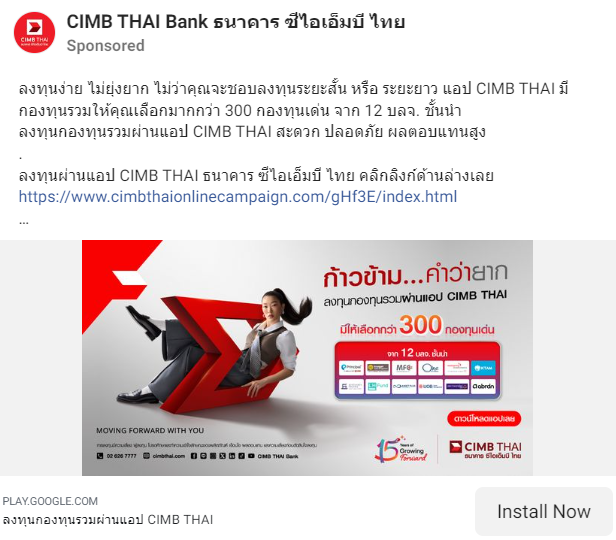 CIMB THAI
CIMB THAI Bank ธนาคาร ซีไอเอ็มบี ไทย
Sponsored
ลงทุนง่าย ไม่ยุ่งยาก ไม่ว่าคุณจะชอบลงทุนระยะสั้น หรือ ระยะยาว แอป CIMB THAI มี
กองทุนรวมให้คุณเลือกมากกว่า 300 กองทุนเด่น จาก 12 บลจ. ชั้นนำ
ลงทุนกองทุนรวมผ่านแอป CIMB THAI สะดวก ปลอดภัย ผลตอบแทนสูง
.
ลงทุนผ่านแอป CIMB THAI ธนาคาร ซีไอเอ็มบี ไทย คลิกลิงก์ด้านล่างเลย
https://www.cimbthaionlinecampaign.com/gHf3E/index.html
...
ก้าวข้าม...คำว่ายาก
ลงทุนกองทุนรวมผ่านแอป CIMB THAI
มีให้เลือกกว่า 300 กองทุนเด่น
จาก 12 บลจ. ชั้นนำ
Principal
MFC
One
KTAM
UOB
abrdn
ดาวน์โหลดแอปเลย
MOVING FORWARD WITH YOU
02 626 7777 cimbthai.com CIMB THAI Bank
15 Years of Growing Forward
CIMB THAI
ธนาคาร ซีไอเอ็มบี ไทย
PLAY.GOOGLE.COM
ลงทุนกองทุนรวมผ่านแอป CIMB THAI
Install Now